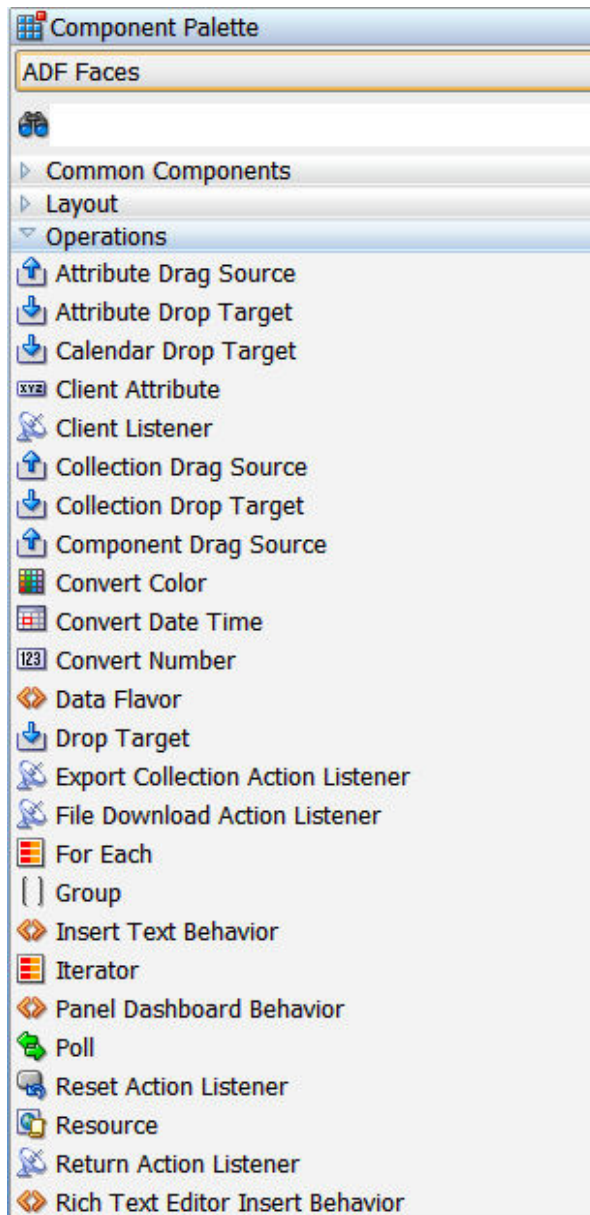 Component Palette
ADF Faces
Common Components
Layout
Operations
Attribute Drag Source
Attribute Drop Target
Calendar Drop Target
XYZ Client Attribute
Client Listener
Collection Drag Source
Collection Drop Target
Component Drag Source
Convert Color
Convert Date Time
123 Convert Number
Data Flavor
Drop Target
Export Collection Action Listener
File Download Action Listener
For Each
Group
Insert Text Behavior
Iterator
Panel Dashboard Behavior
Poll
Reset Action Listener
Resource
Return Action Listener
Rich Text Editor Insert Behavior